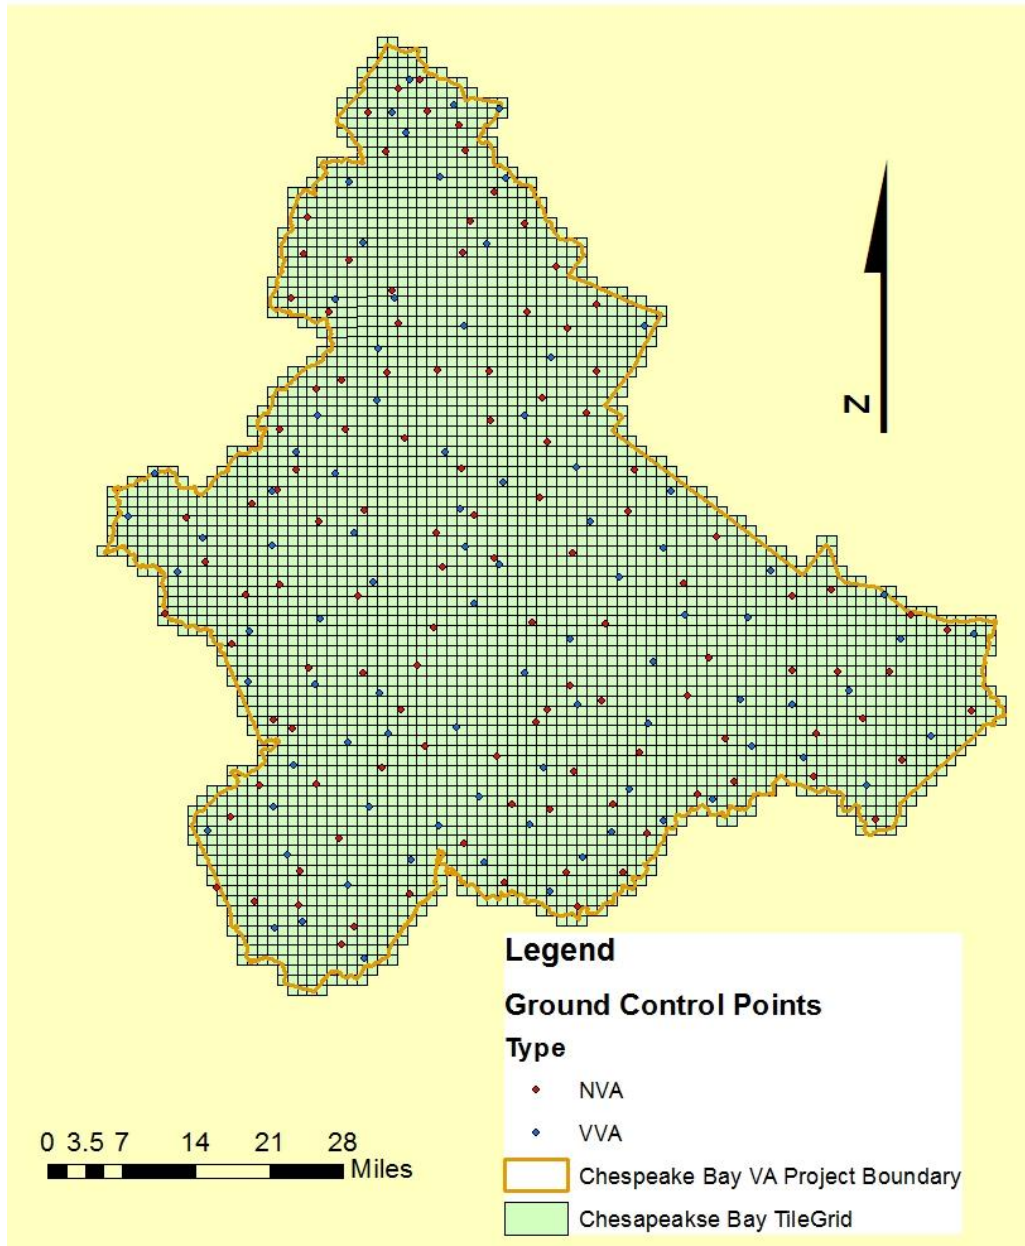 N
Legend
Ground Control Points
Type
NVA
VVA
Chespeake Bay VA Project Boundary
Chesapeakse Bay TileGrid
0 3.5 7 14 21 28
Miles